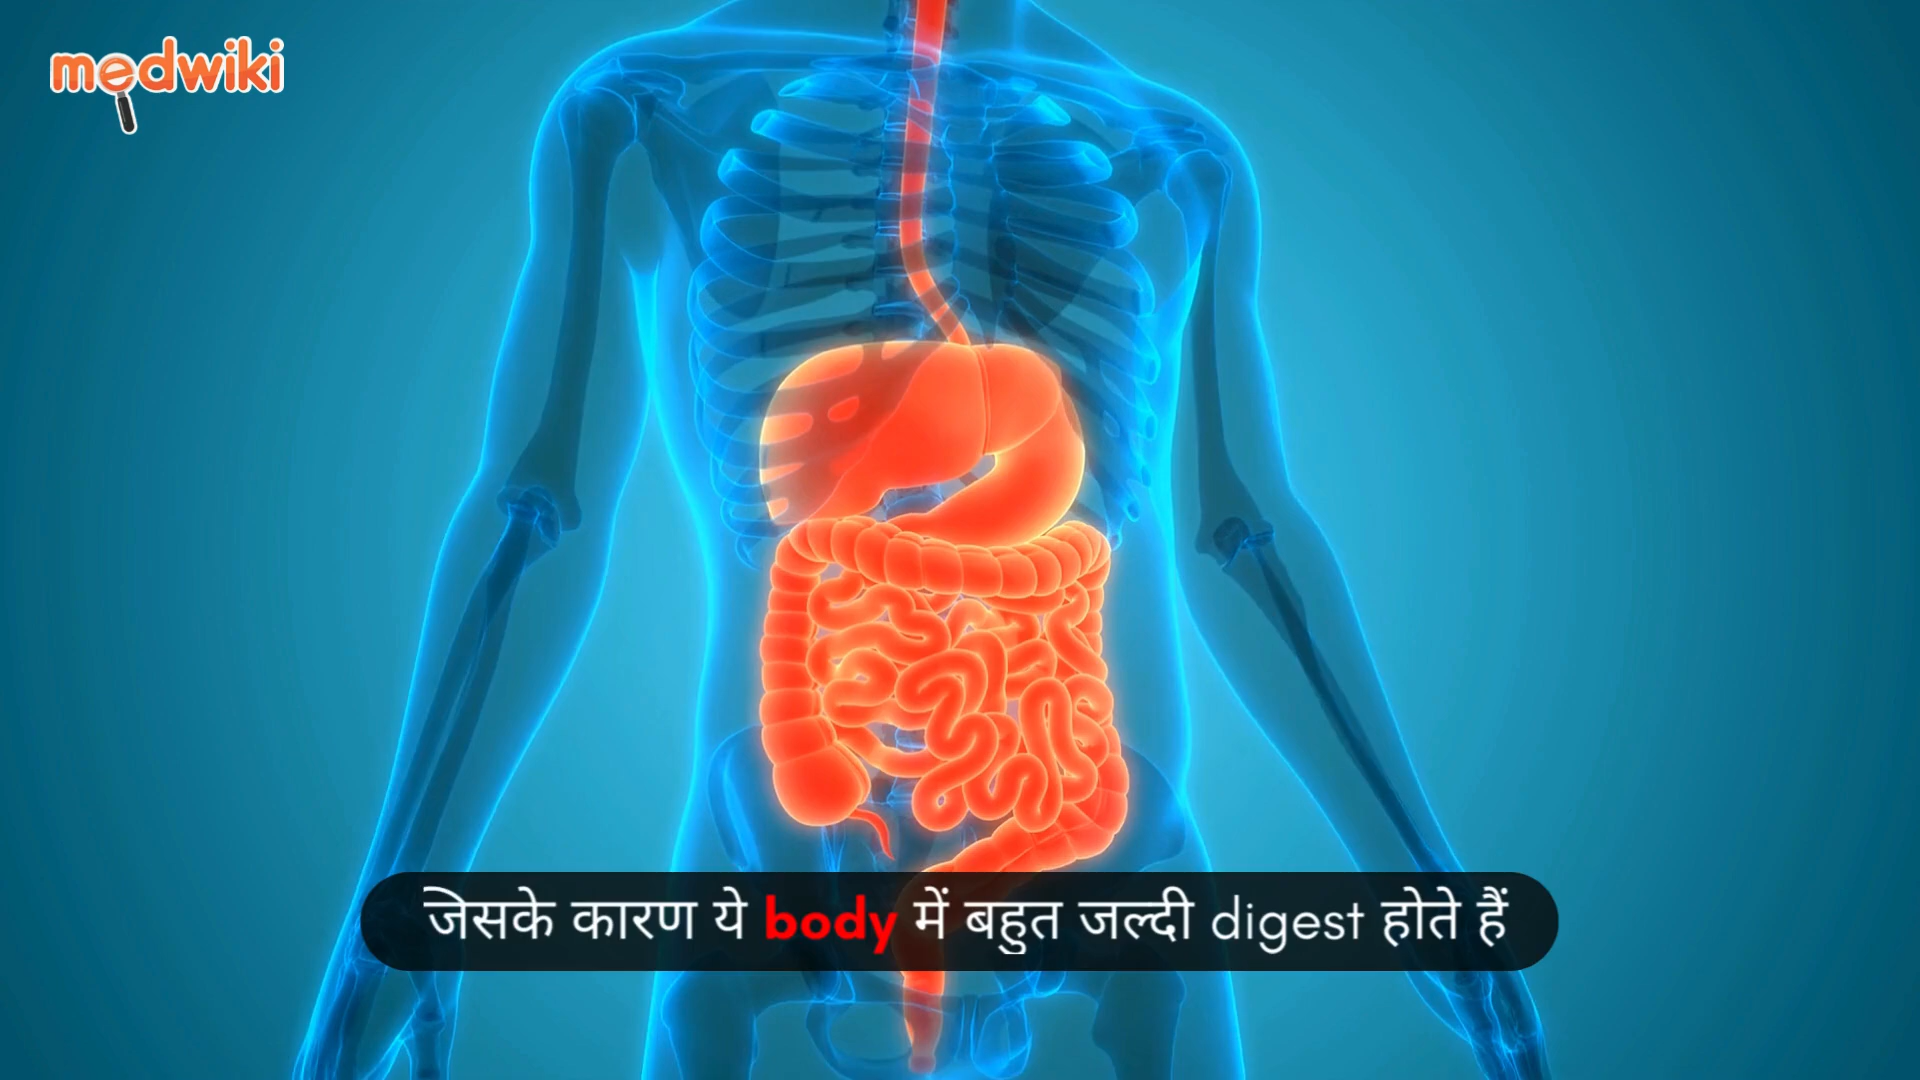 medwiki
जिसके कारण ये body में बहुत जल्दी digest होते हैं